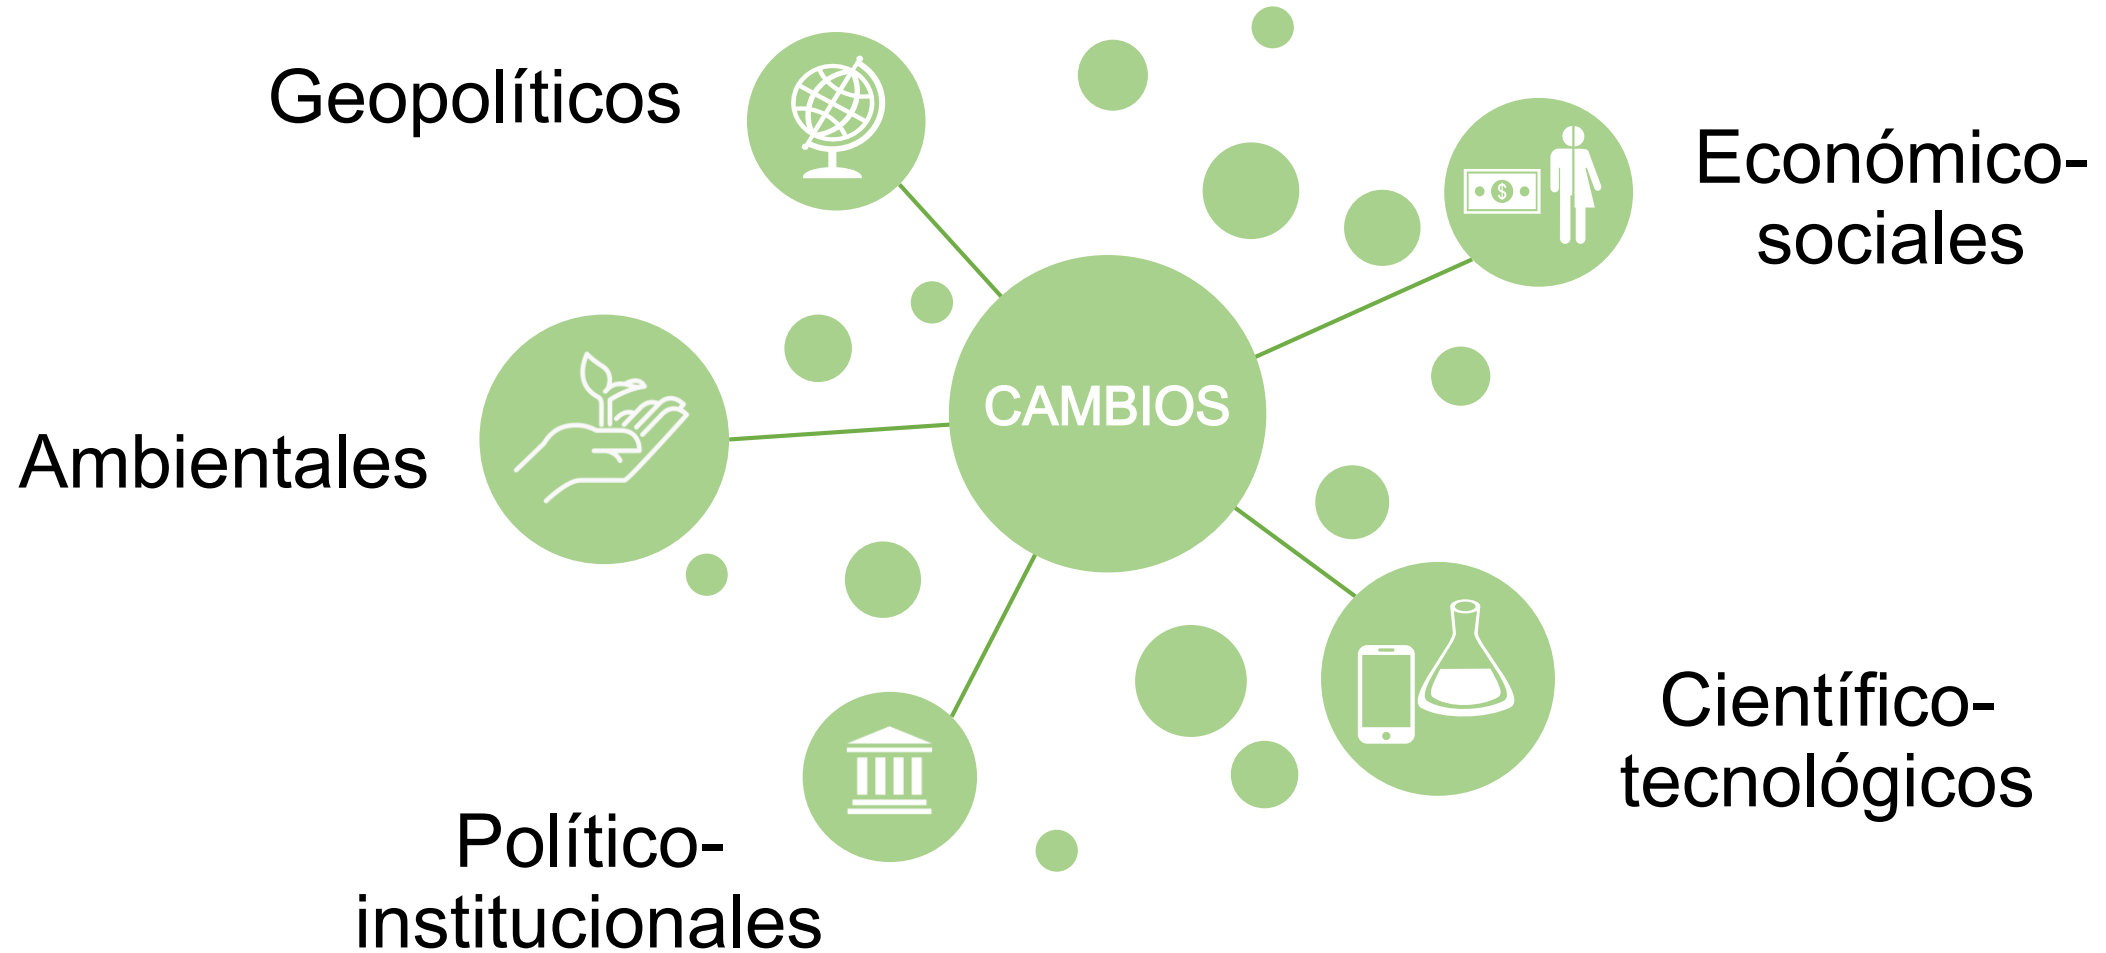 Geopolíticos
Económico-
sociales
CAMBIOS
Ambientales
Científico-
tecnológicos
Político-
institucionales
$